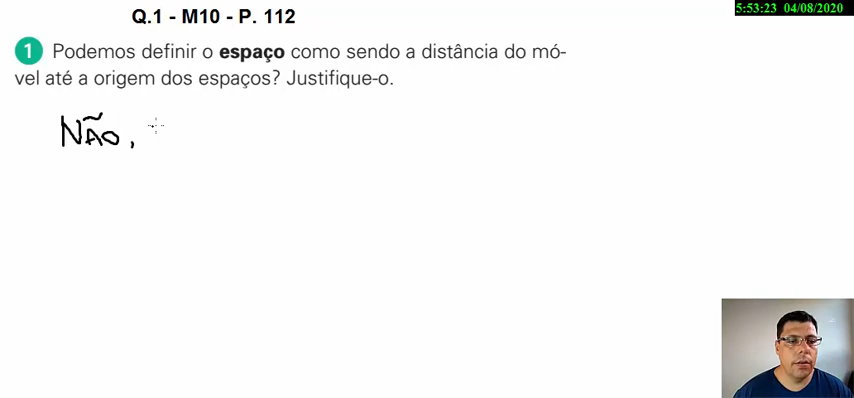 Q.1 - M10 - P. 112
5:53:23 04/08/2020
1 Podemos definir o espaço como sendo a distância do mó-
vel até a origem dos espaços? Justifique-o.
NÃO,